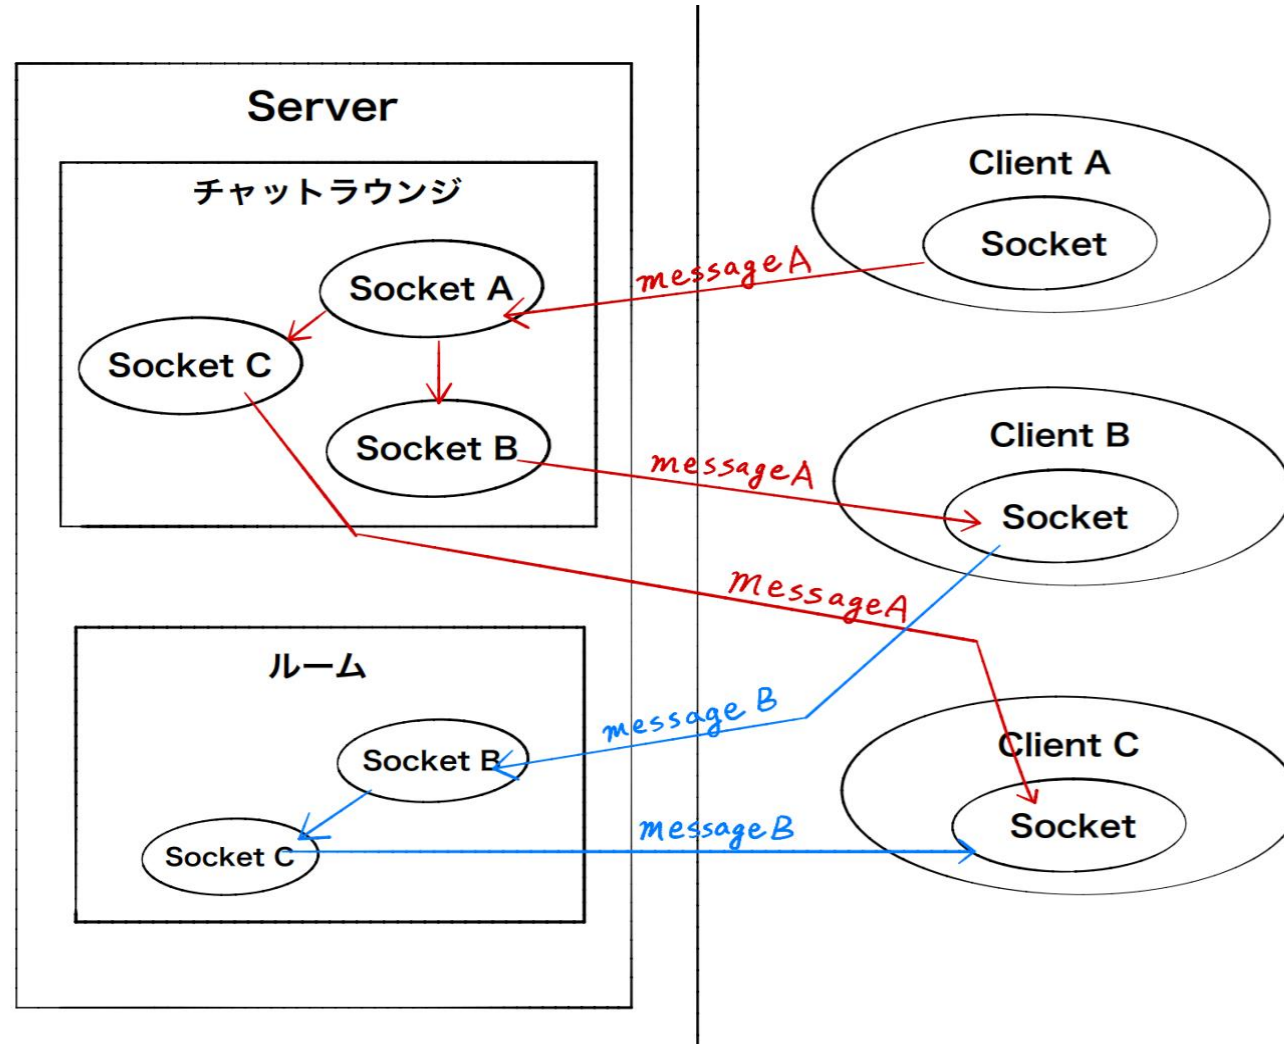 Server
チャットラウンジ
Socket A
Socket C
Socket B
ルーム
Socket B
Socket C
messageA
messageA
MessageA
message B
messageB
Client A
Socket
Client B
Socket
Client C
Socket